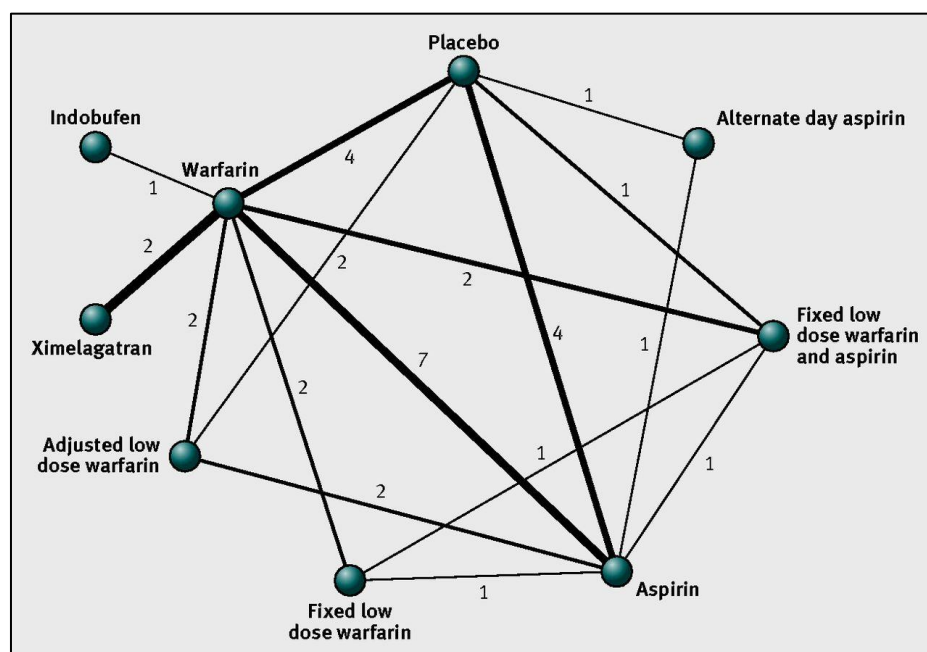 Placebo
1
Alternate day aspirin
Indobufen
Warfarin
4
1
1
2
2
2
Fixed low
dose warfarin
and aspirin
Ximelagatran
2
7
4
1
2
Adjusted low
dose warfarin
1
1
2
1
Aspirin
Fixed low
dose warfarin